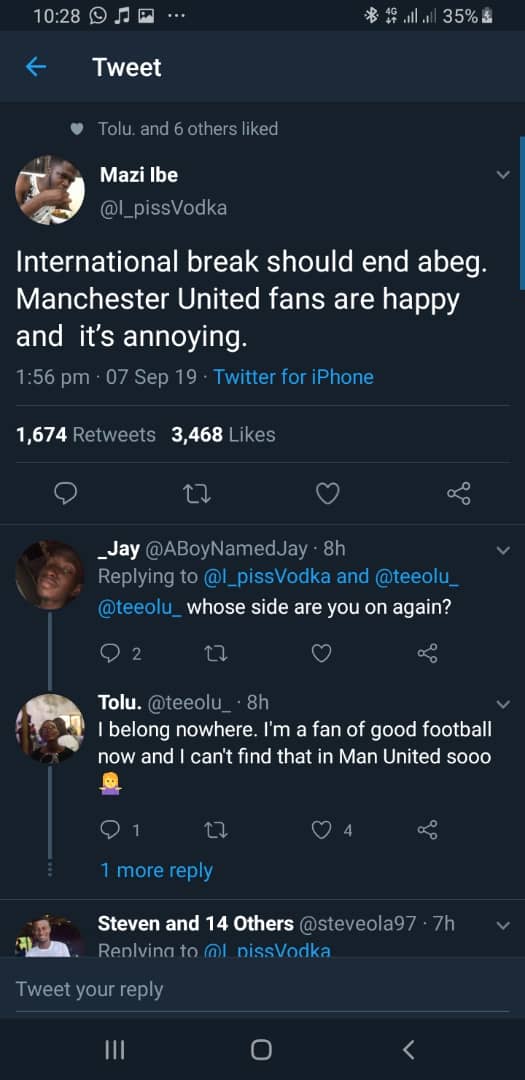 10:28 ... 4G 35%
Tweet
Tolu. and 6 others liked
Mazi Ibe
@I_pissVodka
International break should end abeg.
Manchester United fans are happy
and  it’s annoying.
1:56 pm · 07 Sep 19 · Twitter for iPhone
1,674 Retweets 3,468 Likes
_Jay @ABoyNamedJay · 8h
Replying to @I_pissVodka and @teeolu_
@teeolu_ whose side are you on again?
2
Tolu. @teeolu_ · 8h
I belong nowhere. I'm a fan of good football
now and I can't find that in Man United sooo
🤷‍♀️
1 4
1 more reply
Steven and 14 Others @steveola97 · 7h
Replying to @I_pissVodka
Tweet your reply